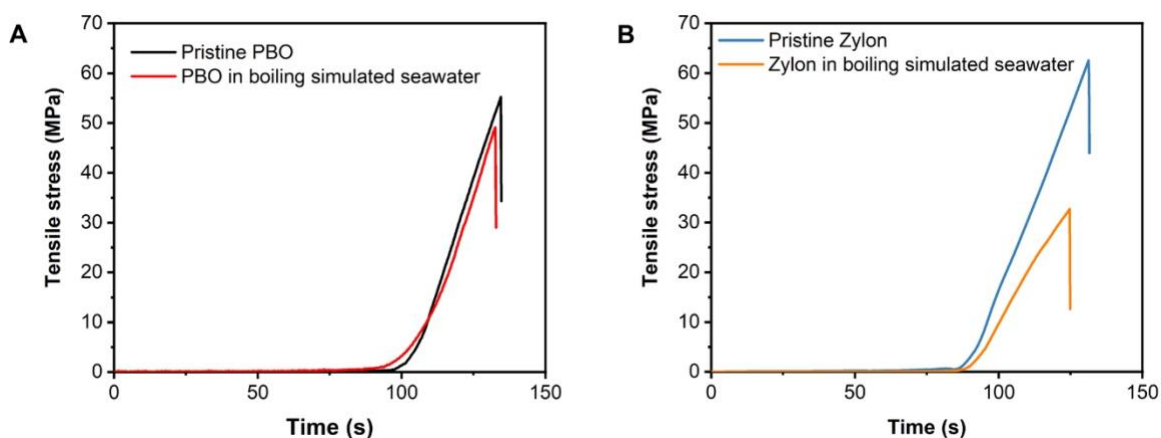 A
70
60
50
40
30
20
10
0
Tensile stress (MPa)
Pristine PBO
PBO in boiling simulated seawater
0 50 100 150
Time (s)
B
70
60
50
40
30
20
10
0
Tensile stress (MPa)
Pristine Zylon
Zylon in boiling simulated seawater
0 50 100 150
Time (s)